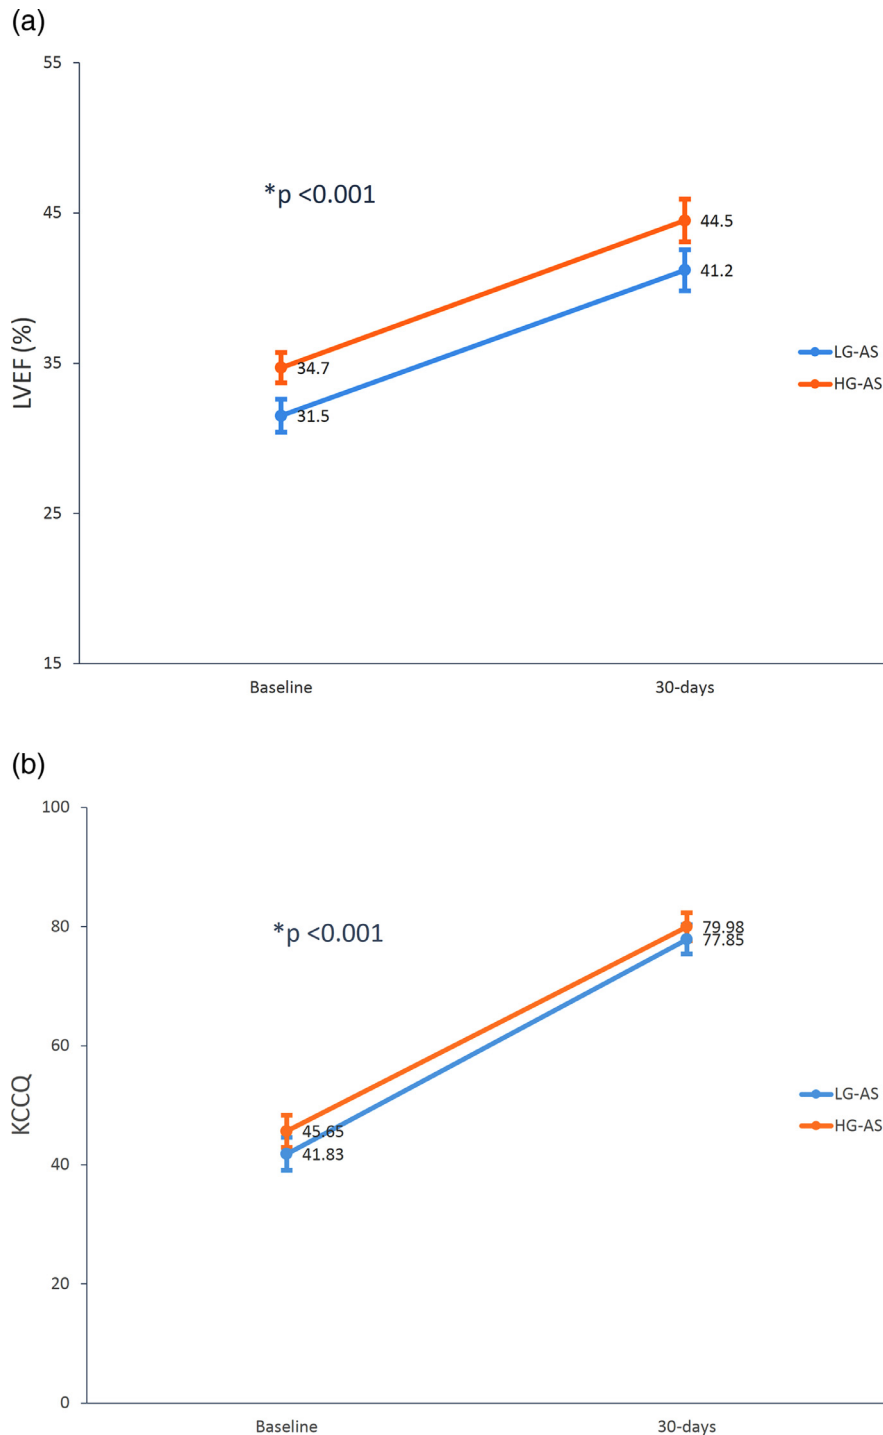 (a)
55
*p <0.001
45
44.5
41.2
LVEF (%)
35
34.7
31.5
LG-AS
HG-AS
25
15
Baseline 30-days
(b)
100
*p <0.001
80
79.98
77.85
60
KCCQ
45.65
41.83
LG-AS
HG-AS
40
20
0
Baseline 30-days